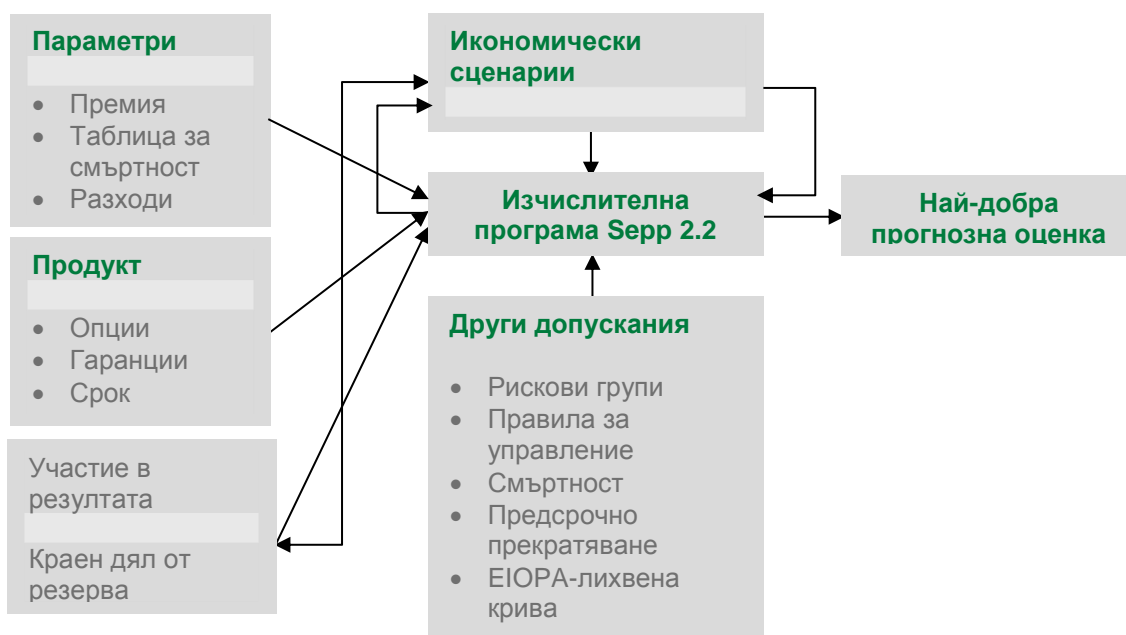 Параметри
• Премия
• Таблица за
смъртност
• Разходи
Продукт
• Опции
• Гаранции
• Срок
Участие в
резултата
Краен дял от
резерва
Икономически
сценарии
Изчислителна
програма Sepp 2.2
Други допускания
• Рискови групи
• Правила за
управление
• Смъртност
• Предсрочно
прекратяване
• EIOPA-лихвена
крива
Най-добра
прогнозна оценка